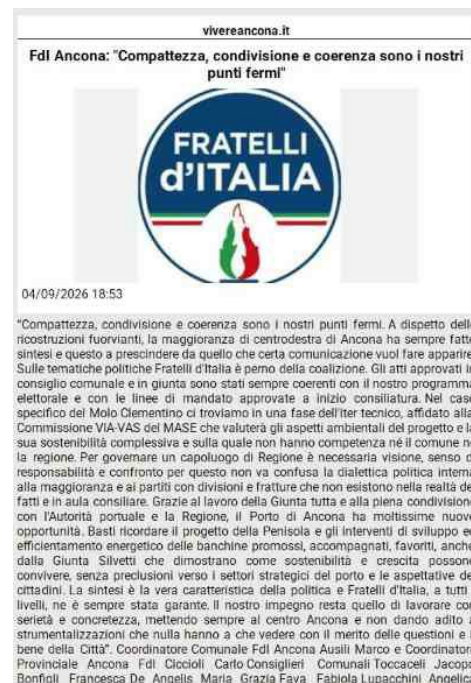 vivereancona.it
FdI Ancona: "Compattezza, condivisione e coerenza sono i nostri
punti fermi"
FRATELLI
d'ITALIA
04/09/2026 18:53
"Compattezza, condivisione e coerenza sono i nostri punti fermi. A dispetto delle
ricostruzioni fuorvianti, la maggioranza di centrodestra di Ancona ha sempre fatto
sintesi e questo a prescindere da quello che certa comunicazione vuol fare apparire.
Sulle tematiche politiche Fratelli d'Italia è perno della coalizione. Gli atti approvati in
consiglio comunale e in giunta sono stati sempre coerenti con il nostro programma
elettorale e con le linee di mandato approvate a inizio consiliatura. Nel caso
specifico del Molo Clementino ci troviamo in una fase dell'iter tecnico, affidato alla
Commissione VIA-VAS del MASE che valuterà gli aspetti ambientali del progetto e la
sua sostenibilità complessiva e sulla quale non hanno competenza né il comune né
la regione. Per governare un capoluogo di Regione è necessaria visione, senso di
responsabilità e confronto per questo non va confusa la dialettica politica interna
alla maggioranza e ai partiti con divisioni e fratture che non esistono nella realtà dei
fatti e in aula consiliare. Grazie al lavoro della Giunta tutta e alla piena condivisione
con l'Autorità portuale e la Regione, il Porto di Ancona ha moltissime nuove
opportunità. Basti ricordare il progetto della Penisola e gli interventi di sviluppo ed
efficientamento energetico delle banchine promossi, accompagnati, favoriti, anche
dalla Giunta Silvetti che dimostrano come sostenibilità e crescita possono
convivere, senza preclusioni verso i settori strategici del porto e le aspettative dei
cittadini. La sintesi è la vera caratteristica della politica e Fratelli d'Italia, a tutti i
livelli, ne è sempre stata garante. Il nostro impegno resta quello di lavorare con
serietà e concretezza, mettendo sempre al centro Ancona e non dando adito a
strumentalizzazioni che nulla hanno a che vedere con il merito delle questioni e il
bene della Città". Coordinatore Comunale FdI Ancona Ausili Marco e Coordinatore
Provinciale Ancona FdI Ciccioli Carlo Consiglieri Comunali Toccaceli Jacopo
Bonfigli Francesca De Angelis Maria Grazia Fava Fabiola Lupacchini Angelica